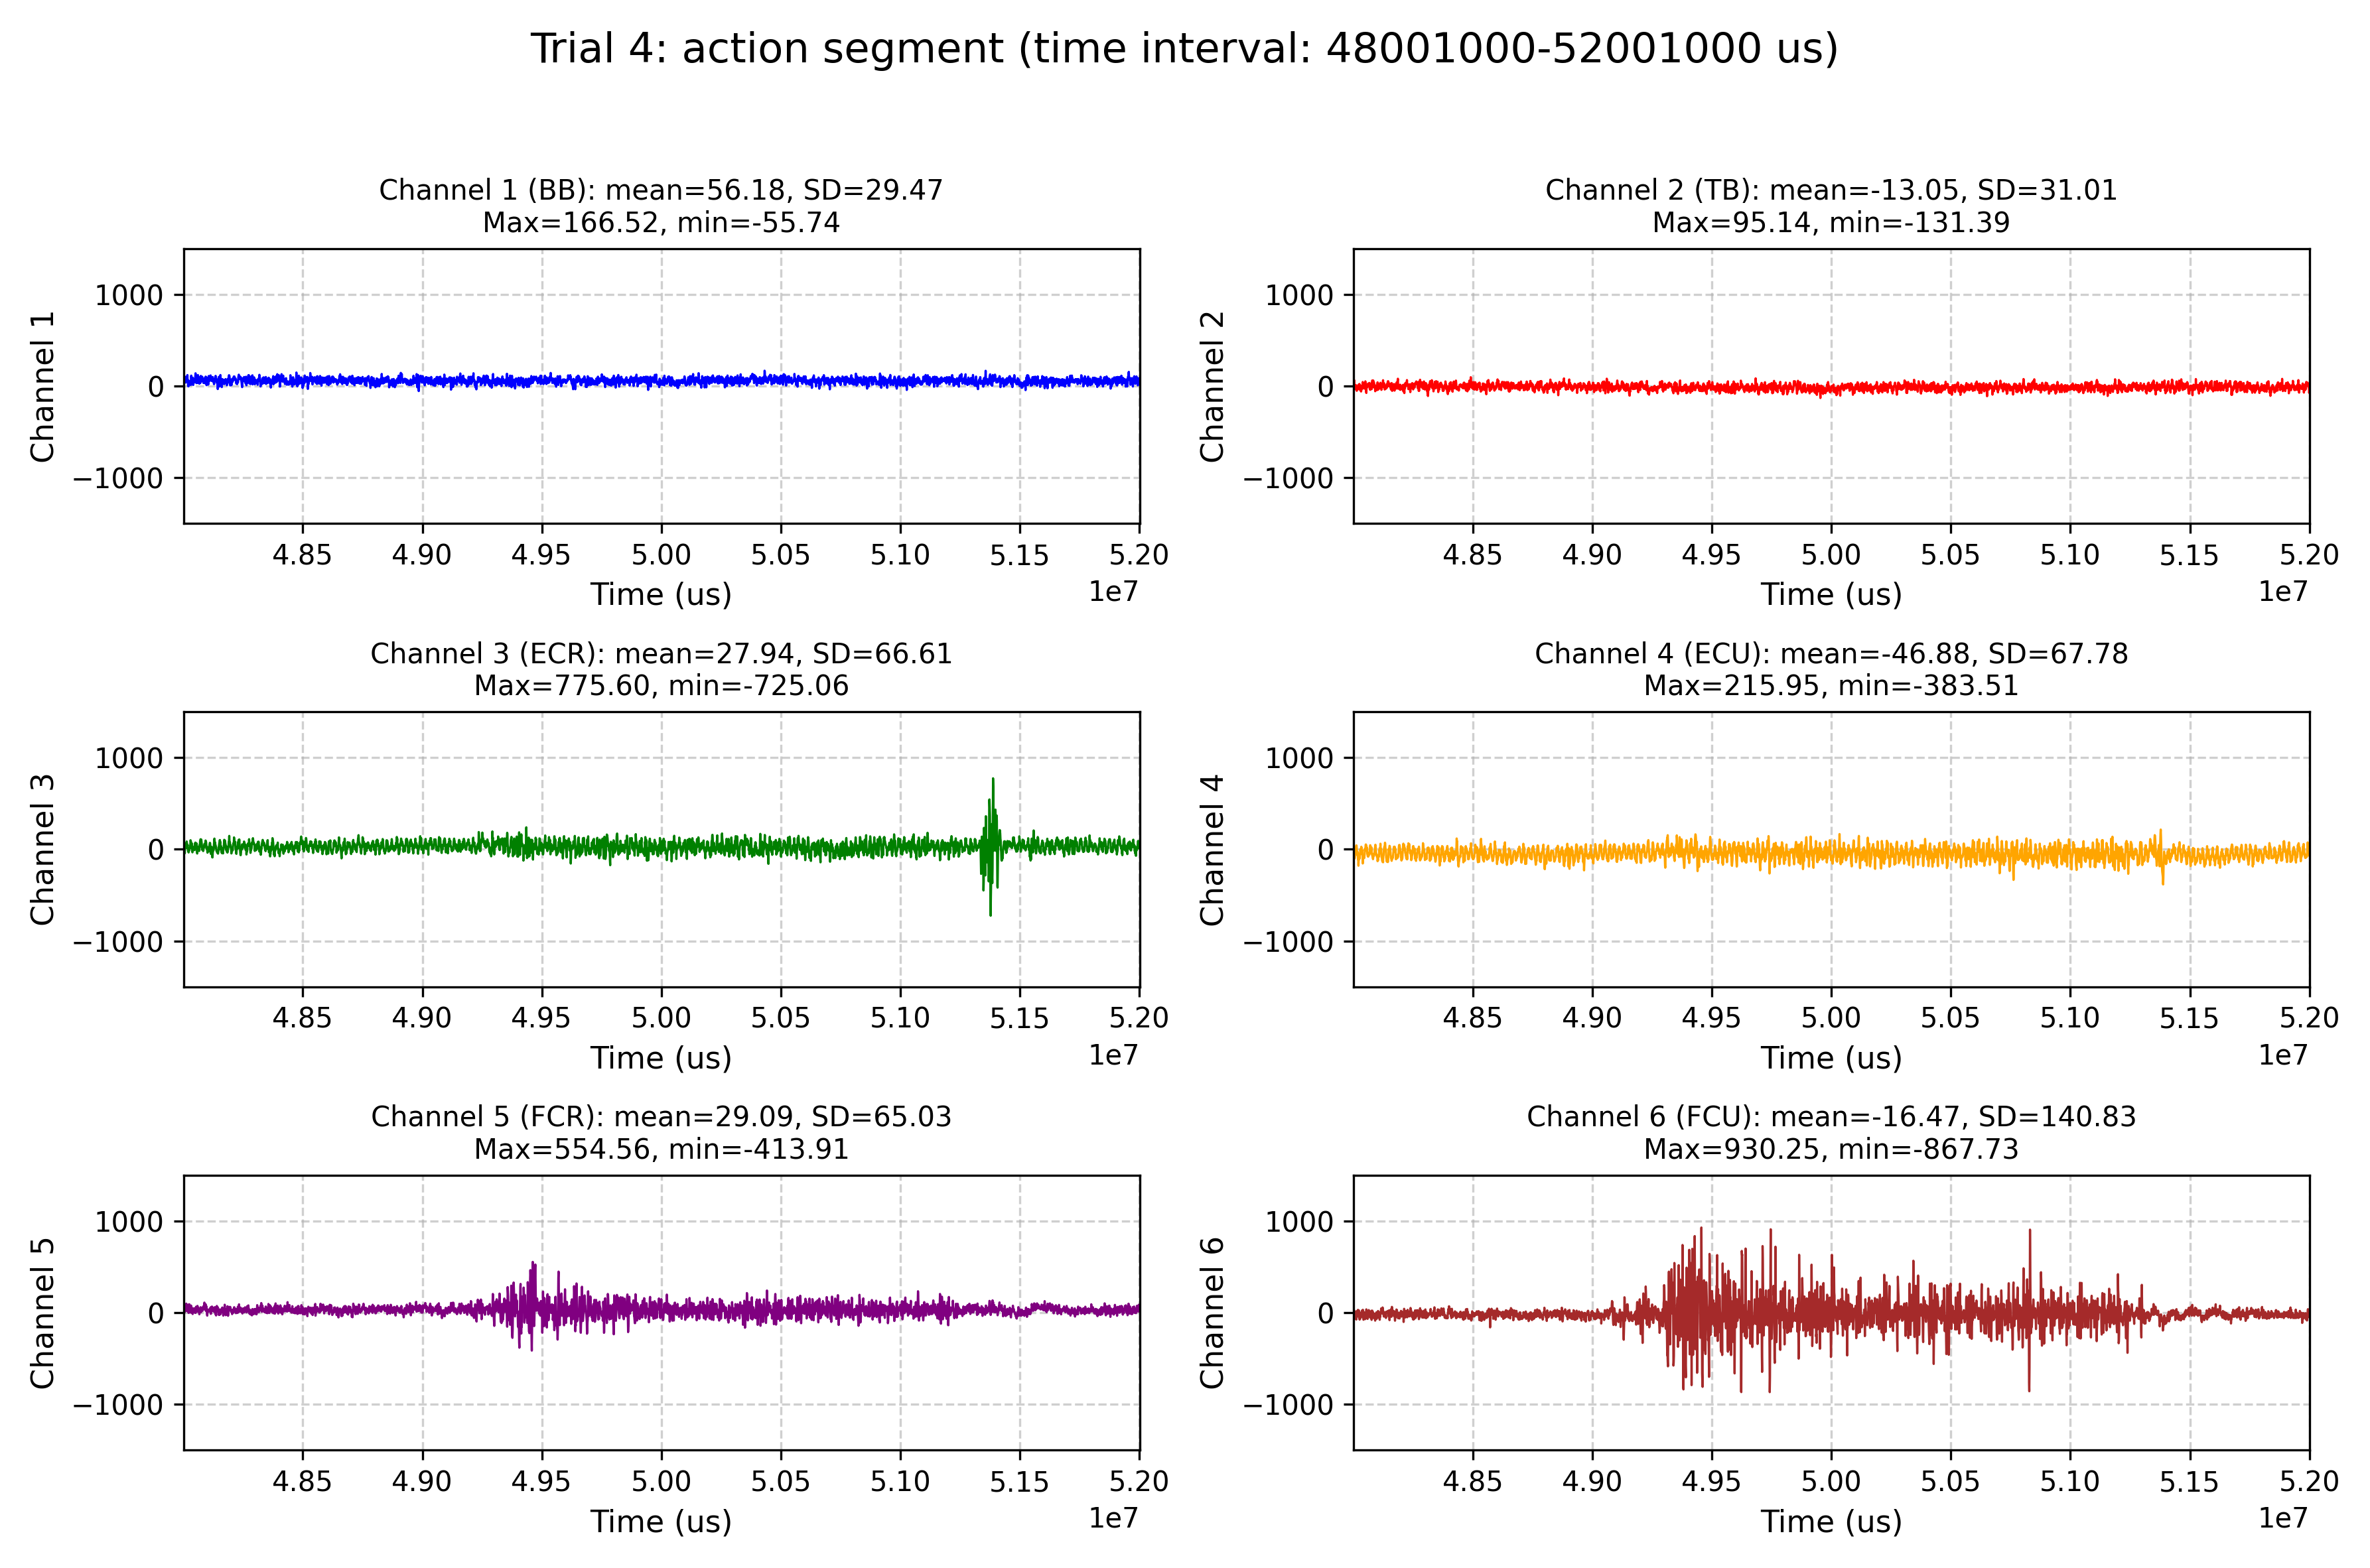 Trial 4: action segment (time interval: 48001000-52001000 us)
Channel 1 (BB): mean=56.18, SD=29.47
Max=166.52, min=-55.74
Channel 1
1000
0
−1000
4.85 4.90 4.95 5.00 5.05 5.10 5.15 5.20
Time (us)
1e7
Channel 2 (TB): mean=-13.05, SD=31.01
Max=95.14, min=-131.39
Channel 2
1000
0
−1000
4.85 4.90 4.95 5.00 5.05 5.10 5.15 5.20
Time (us)
1e7
Channel 3 (ECR): mean=27.94, SD=66.61
Max=775.60, min=-725.06
Channel 3
1000
0
−1000
4.85 4.90 4.95 5.00 5.05 5.10 5.15 5.20
Time (us)
1e7
Channel 4 (ECU): mean=-46.88, SD=67.78
Max=215.95, min=-383.51
Channel 4
1000
0
−1000
4.85 4.90 4.95 5.00 5.05 5.10 5.15 5.20
Time (us)
1e7
Channel 5 (FCR): mean=29.09, SD=65.03
Max=554.56, min=-413.91
Channel 5
1000
0
−1000
4.85 4.90 4.95 5.00 5.05 5.10 5.15 5.20
Time (us)
1e7
Channel 6 (FCU): mean=-16.47, SD=140.83
Max=930.25, min=-867.73
Channel 6
1000
0
−1000
4.85 4.90 4.95 5.00 5.05 5.10 5.15 5.20
Time (us)
1e7